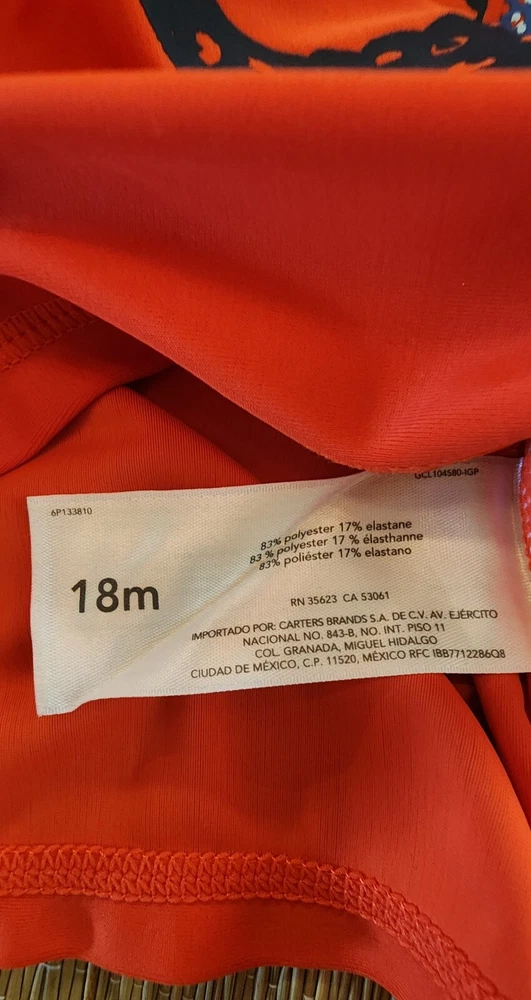 GCL104580-IGP
6P133810
83% polyester 17% elastane
83 % polyester 17 % élasthanne
83% poliéster 17% elastano
18m
RN 35623 CA 53061
IMPORTADO POR: CARTERS BRANDS S.A. DE C.V. AV. EJÉRCITO
NACIONAL NO. 843-B, NO. INT. PISO 11
COL. GRANADA, MIGUEL HIDALGO
CIUDAD DE MÉXICO, C.P. 11520, MÉXICO RFC IBB7712286Q8